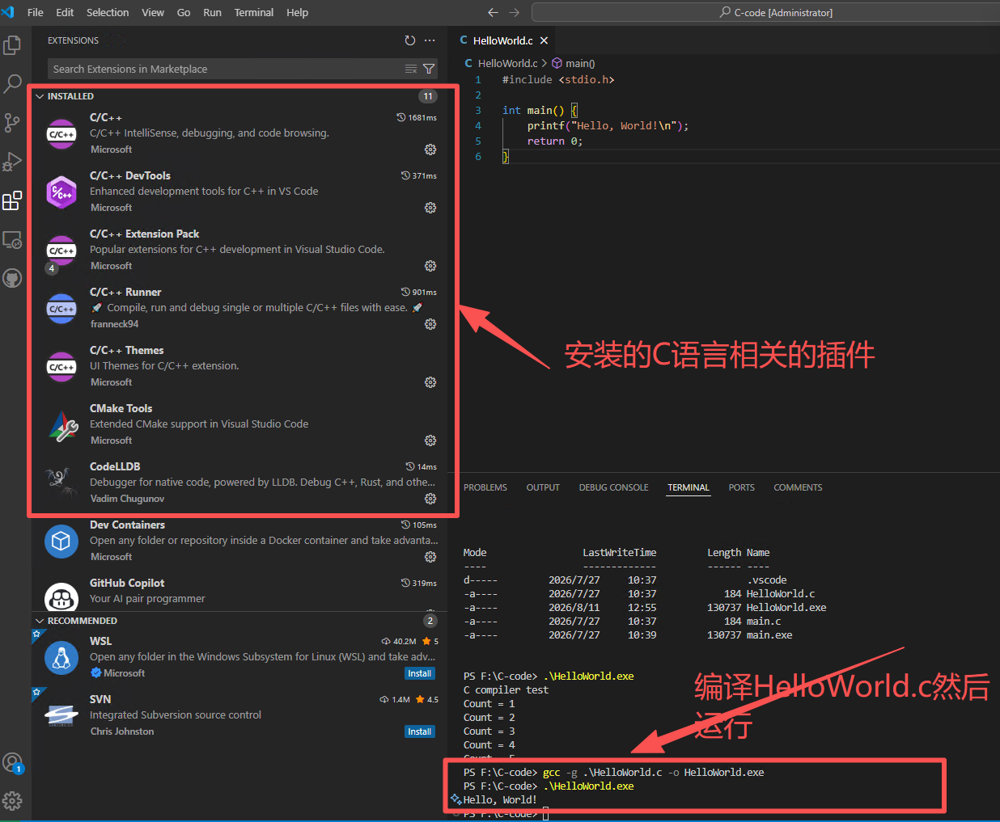 File Edit Selection View Go Run Terminal Help
C-code [Administrator]
EXTENSIONS
Search Extensions in Marketplace
INSTALLED 11
C/C++ 1681ms
C/C++ IntelliSense, debugging, and code browsing.
Microsoft
C/C++ DevTools 371ms
Enhanced development tools for C++ in VS Code
Microsoft
C/C++ Extension Pack
Popular extensions for C++ development in Visual Studio Code.
4
Microsoft
C/C++ Runner 901ms
🚀 Compile, run and debug single or multiple C/C++ files with ease. 🚀
franneck94
C/C++ Themes
UI Themes for C/C++ extension.
Microsoft
CMake Tools
Extended CMake support in Visual Studio Code
Microsoft
CodeLLDB 14ms
Debugger for native code, powered by LLDB. Debug C++, Rust, and othe...
Vadim Chugunov
Dev Containers 105ms
Open any folder or repository inside a Docker container and take advanta...
Microsoft
GitHub Copilot 319ms
Your AI pair programmer
RECOMMENDED 2
WSL 40.2M 5
Open any folder in the Windows Subsystem for Linux (WSL) and take adv...
Microsoft Install
SVN 1.4M 4.5
Integrated Subversion source control
Chris Johnston Install
1
C HelloWorld.c
C HelloWorld.c > main()
1 #include <stdio.h>
2
3 int main() {
4 printf("Hello, World!\n");
5 return 0;
6 }
安装的C语言相关的插件
PROBLEMS OUTPUT DEBUG CONSOLE TERMINAL PORTS COMMENTS
Mode LastWriteTime Length Name
---- ------------- ------ ----
d----- 2026/7/27 10:37 .vscode
-a---- 2026/7/27 10:37 184 HelloWorld.c
-a---- 2026/8/11 12:55 130737 HelloWorld.exe
-a---- 2026/7/27 10:37 184 main.c
-a---- 2026/7/27 10:39 130737 main.exe
PS F:\C-code> .\HelloWorld.exe
C compiler test
Count = 1
Count = 2
Count = 3
Count = 4
Count = 5
编译HelloWorld.c然后
运行
PS F:\C-code> gcc -g .\HelloWorld.c -o HelloWorld.exe
PS F:\C-code> .\HelloWorld.exe
Hello, World!
PS F:\C-code>